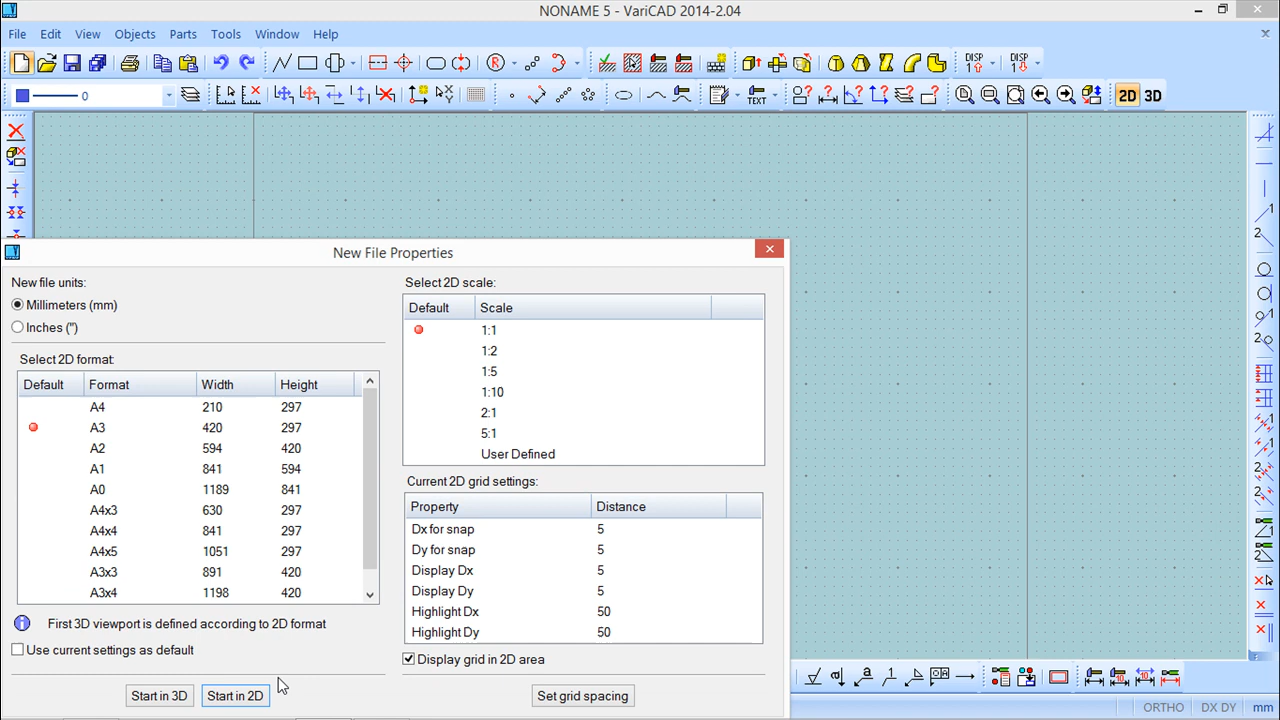 NONAME 5 - VariCAD 2014-2.04
File Edit View Objects Parts Tools Window Help
DISP 1 DISP 1
0 TEXT 2D 3D
New File Properties
New file units:
Millimeters (mm)
Inches (")
Select 2D format:
Default Format Width Height
A4 210 297
A3 420 297
A2 594 420
A1 841 594
A0 1189 841
A4x3 630 297
A4x4 841 297
A4x5 1051 297
A3x3 891 420
A3x4 1198 420
First 3D viewport is defined according to 2D format
Use current settings as default
Start in 3D Start in 2D
Select 2D scale:
Default Scale
1:1
1:2
1:5
1:10
2:1
5:1
User Defined
Current 2D grid settings:
Property Distance
Dx for snap 5
Dy for snap 5
Display Dx 5
Display Dy 5
Highlight Dx 50
Highlight Dy 50
Display grid in 2D area
Set grid spacing
ORTHO DX DY mm